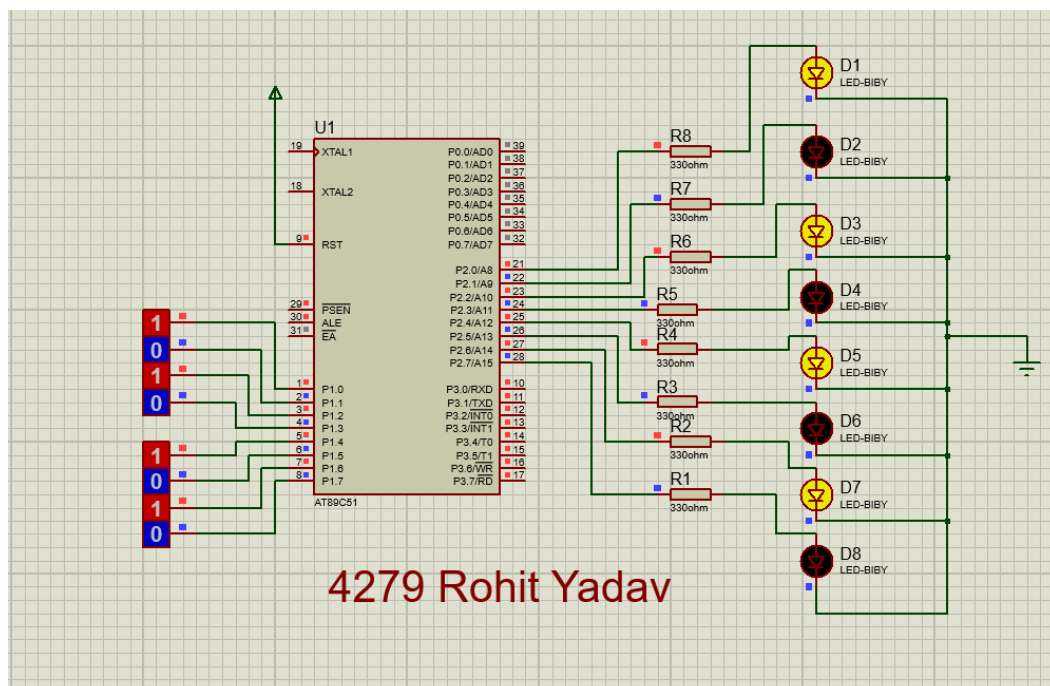 U1
19 XTAL1
18 XTAL2
9 RST
29 PSEN
30 ALE
31 EA
1 P1.0
2 P1.1
3 P1.2
4 P1.3
5 P1.4
6 P1.5
7 P1.6
8 P1.7
P0.0/AD0 39
P0.1/AD1 38
P0.2/AD2 37
P0.3/AD3 36
P0.4/AD4 35
P0.5/AD5 34
P0.6/AD6 33
P0.7/AD7 32
P2.0/A8 21
P2.1/A9 22
P2.2/A10 23
P2.3/A11 24
P2.4/A12 25
P2.5/A13 26
P2.6/A14 27
P2.7/A15 28
P3.0/RXD 10
P3.1/TXD 11
P3.2/INT0 12
P3.3/INT1 13
P3.4/T0 14
P3.5/T1 15
P3.6/WR 16
P3.7/RD 17
AT89C51
1
0
1
0
1
0
1
0
R8
330ohm
R7
330ohm
R6
330ohm
R5
330ohm
R4
330ohm
R3
330ohm
R2
330ohm
R1
330ohm
D1
LED-BIBY
D2
LED-BIBY
D3
LED-BIBY
D4
LED-BIBY
D5
LED-BIBY
D6
LED-BIBY
D7
LED-BIBY
D8
LED-BIBY
4279 Rohit Yadav